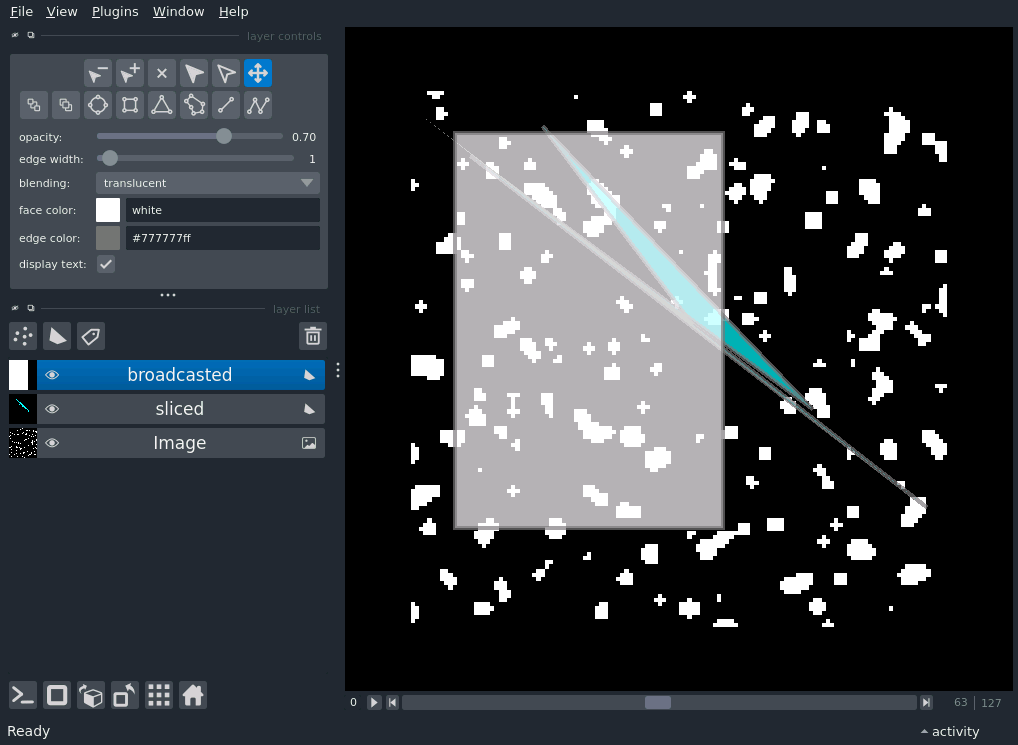 File View Plugins Window Help
layer controls
opacity: 0.70
edge width: 1
blending: translucent
face color: white
edge color: #777777ff
display text:
layer list
broadcasted
sliced
Image
0 63 | 127
Ready activity